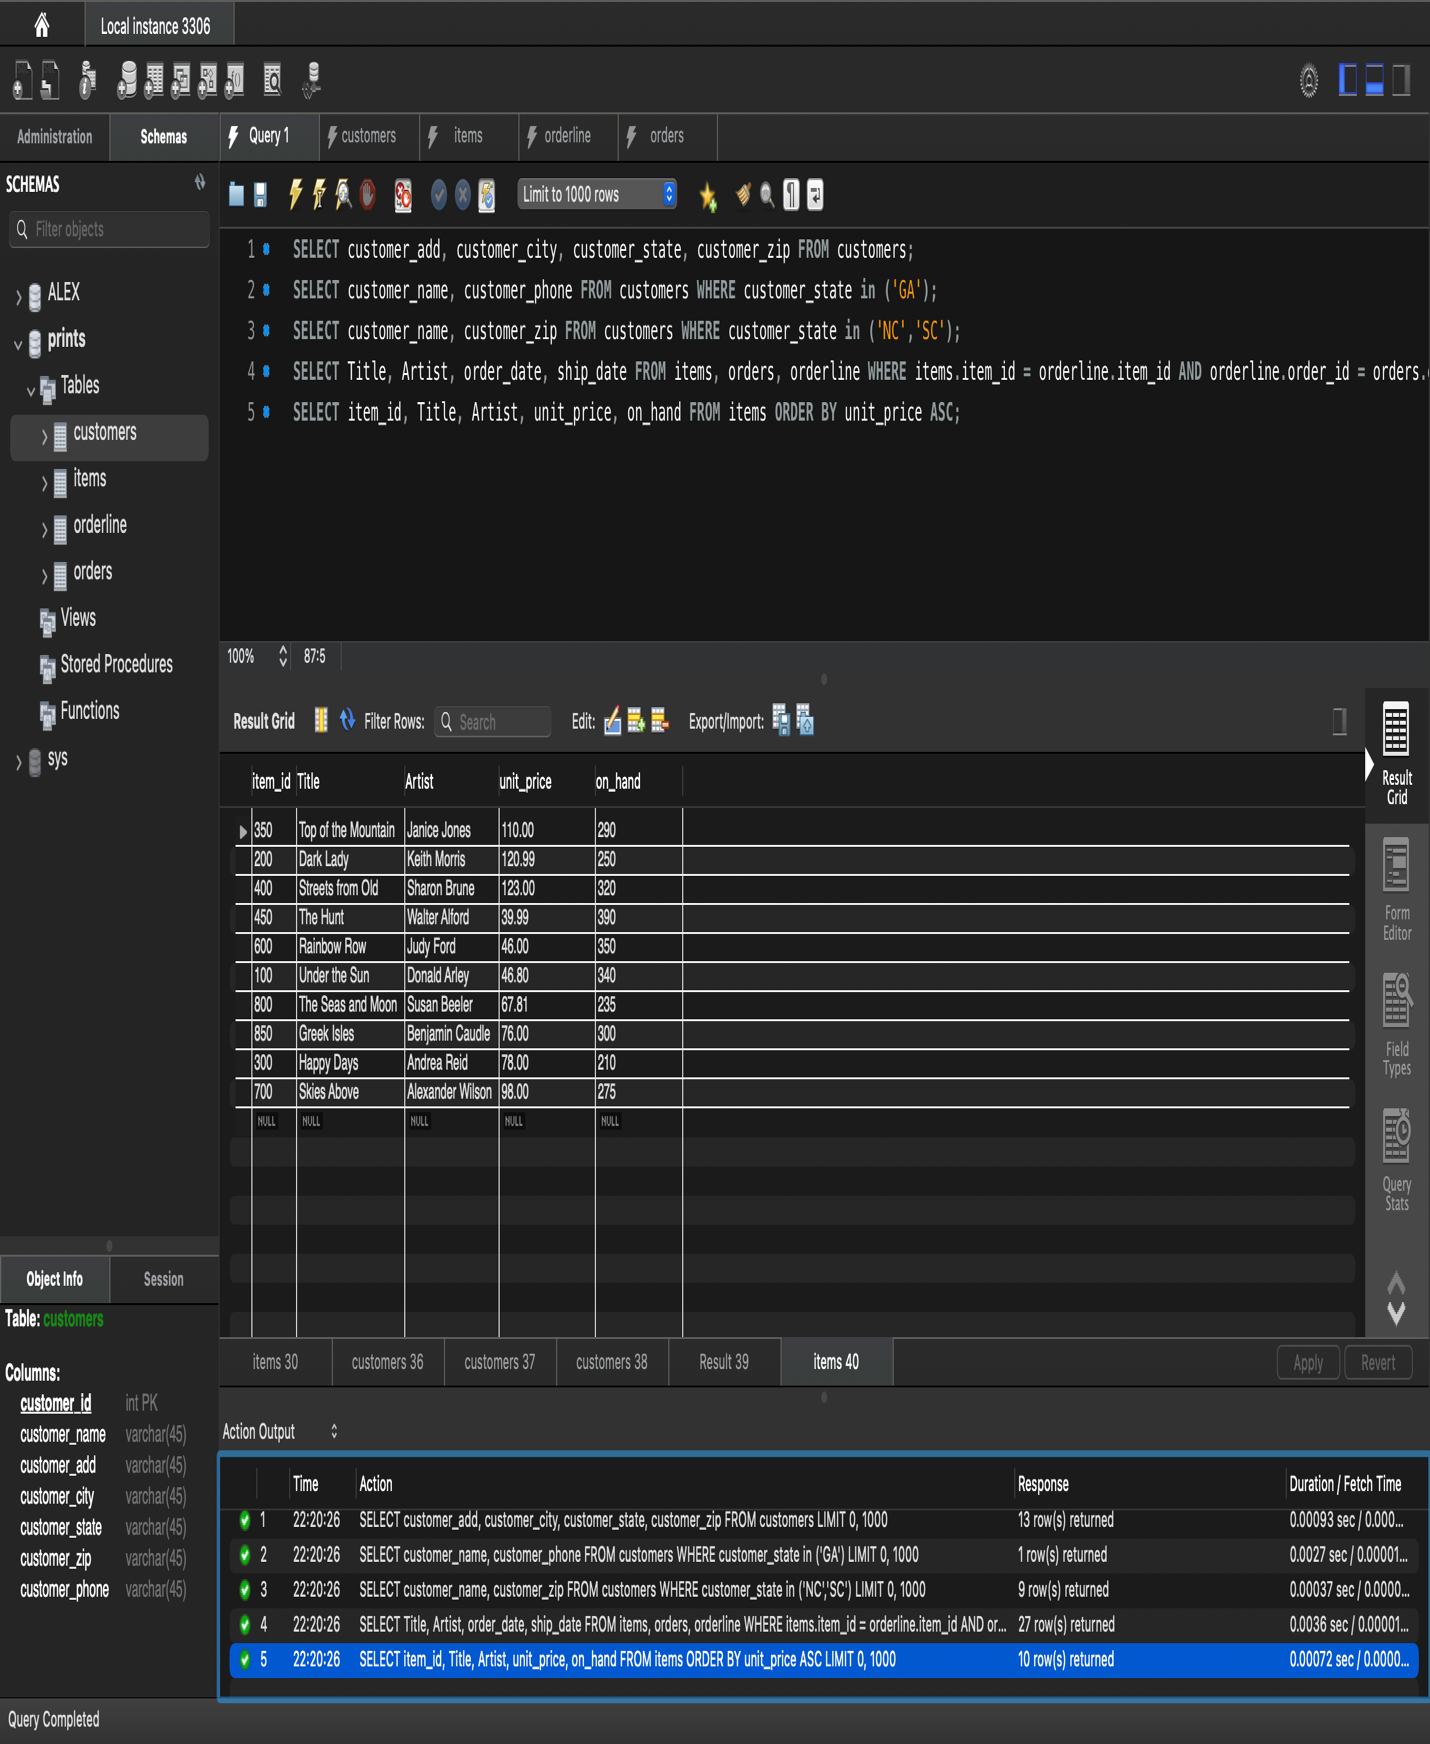 Local instance 3306
Administration Schemas Query 1 customers items orderline orders
SCHEMAS
Filter objects
Limit to 1000 rows
ALEX
prints
Tables
customers
items
orderline
orders
Views
Stored Procedures
Functions
sys
1 SELECT customer_add, customer_city, customer_state, customer_zip FROM customers;
2 SELECT customer_name, customer_phone FROM customers WHERE customer_state in ('GA');
3 SELECT customer_name, customer_zip FROM customers WHERE customer_state in ('NC','SC');
4 SELECT Title, Artist, order_date, ship_date FROM items, orders, orderline WHERE items.item_id = orderline.item_id AND orderline.order_id = orders.
5 SELECT item_id, Title, Artist, unit_price, on_hand FROM items ORDER BY unit_price ASC;
100% 87:5
Result Grid Filter Rows: Search Edit: Export/Import:
item_id Title Artist unit_price on_hand
350 Top of the Mountain Janice Jones 110.00 290
200 Dark Lady Keith Morris 120.99 250
400 Streets from Old Sharon Brune 123.00 320
450 The Hunt Walter Alford 39.99 390
600 Rainbow Row Judy Ford 46.00 350
100 Under the Sun Donald Arley 46.80 340
800 The Seas and Moon Susan Beeler 67.81 235
850 Greek Isles Benjamin Caudle 76.00 300
300 Happy Days Andrea Reid 78.00 210
700 Skies Above Alexander Wilson 98.00 275
NULL NULL NULL NULL NULL
Result
Grid
Form
Editor
Field
Types
Query
Stats
items 30 customers 36 customers 37 customers 38 Result 39 items 40 Apply Revert
Object Info Session
Table: customers
Columns:
customer_id int PK
customer_name varchar(45)
customer_add varchar(45)
customer_city varchar(45)
customer_state varchar(45)
customer_zip varchar(45)
customer_phone varchar(45)
Action Output
Time Action Response Duration / Fetch Time
1 22:20:26 SELECT customer_add, customer_city, customer_state, customer_zip FROM customers LIMIT 0, 1000 13 row(s) returned 0.00093 sec / 0.000...
2 22:20:26 SELECT customer_name, customer_phone FROM customers WHERE customer_state in ('GA') LIMIT 0, 1000 1 row(s) returned 0.0027 sec / 0.00001...
3 22:20:26 SELECT customer_name, customer_zip FROM customers WHERE customer_state in ('NC','SC') LIMIT 0, 1000 9 row(s) returned 0.00037 sec / 0.0000...
4 22:20:26 SELECT Title, Artist, order_date, ship_date FROM items, orders, orderline WHERE items.item_id = orderline.item_id AND or... 27 row(s) returned 0.0036 sec / 0.00001...
5 22:20:26 SELECT item_id, Title, Artist, unit_price, on_hand FROM items ORDER BY unit_price ASC LIMIT 0, 1000 10 row(s) returned 0.00072 sec / 0.0000...
Query Completed